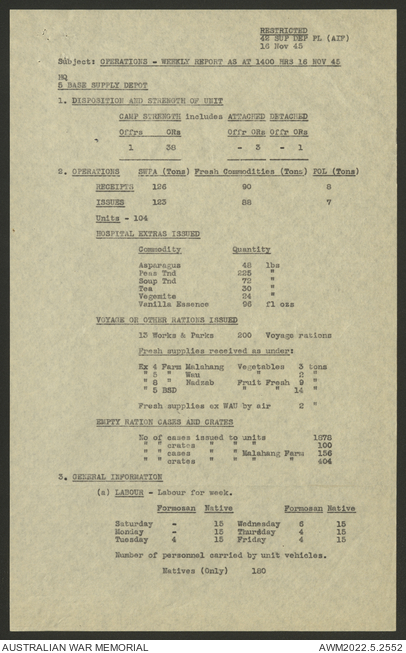 RESTRICTED
42 SUP DEP PL (AIF)
16 Nov 45
Subject: OPERATIONS - WEEKLY REPORT AS AT 1400 HRS 16 NOV 45
HQ
5 BASE SUPPLY DEPOT
1. DISPOSITION AND STRENGTH OF UNIT
CAMP STRENGTH includes ATTACHED DETACHED
Offrs ORs Offr ORs Offr ORs
1 38 - 3 - 1
2. OPERATIONS SWPA (Tons) Fresh Commodities (Tons) POL (Tons)
RECEIPTS 126 90 8
ISSUES 123 88 7
Units - 104
HOSPITAL EXTRAS ISSUED
Commodity Quantity
Asparagus 48 lbs
Peas Tnd 225 "
Soup Tnd 72 "
Tea 30 "
Vegemite 24 "
Vanilla Essence 96 fl ozs
VOYAGE OR OTHER RATIONS ISSUED
13 Works & Parks 200 Voyage rations
Fresh supplies received as under:
Ex 4 Farm Malahang Vegetables 3 tons
" 5 " Wau " 2 "
" 8 " Nadzab Fruit Fresh 9 "
" 5 BSD " " 14 "
Fresh supplies ex WAU by air 2 "
EMPTY RATION CASES AND CRATES
No of cases issued to units 1878
" " crates " " " 100
" " cases " " Malahang Farm 136
" " crates " " " " 404
3. GENERAL INFORMATION
(a) LABOUR - Labour for week.
Formosan Native Formosan Native
Saturday - 15 Wednesday 6 15
Monday - 15 Thursday 4 15
Tuesday 4 15 Friday 4 15
Number of personnel carried by unit vehicles.
Natives (Only) 180
AUSTRALIAN WAR MEMORIAL AWM2022.5.2552